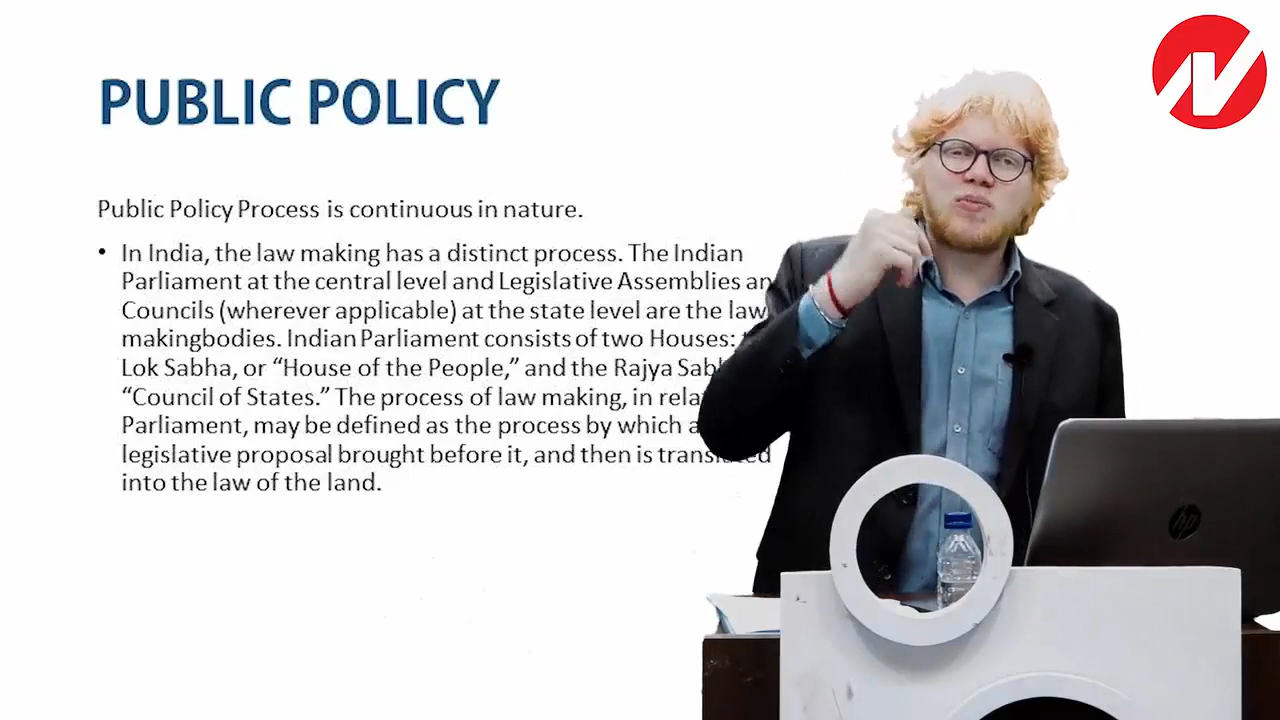 PUBLIC POLICY
Public Policy Process is continuous in nature.
• In India, the law making has a distinct process. The Indian
Parliament at the central level and Legislative Assemblies an
Councils (wherever applicable) at the state level are the law
makingbodies. Indian Parliament consists of two Houses:
Lok Sabha, or “House of the People,” and the Rajya Sab
“Council of States.” The process of law making, in rela
Parliament, may be defined as the process by which a
legislative proposal brought before it, and then is translated
into the law of the land.
hp